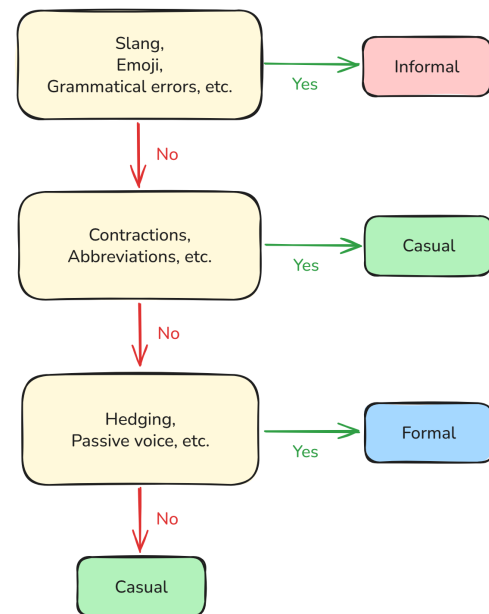 Slang,
Emoji,
Grammatical errors, etc.
Yes
Informal
No
Contractions,
Abbreviations, etc.
Yes
Casual
No
Hedging,
Passive voice, etc.
Yes
Formal
No
Casual